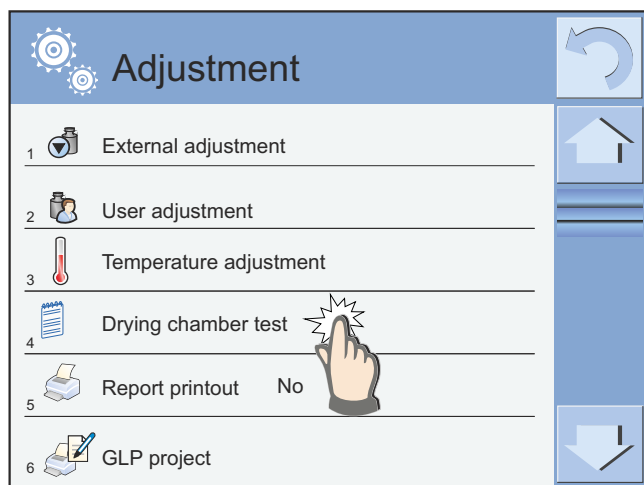 Adjustment
1 External adjustment
2 User adjustment
3 Temperature adjustment
4 Drying chamber test
5 Report printout No
6 GLP project